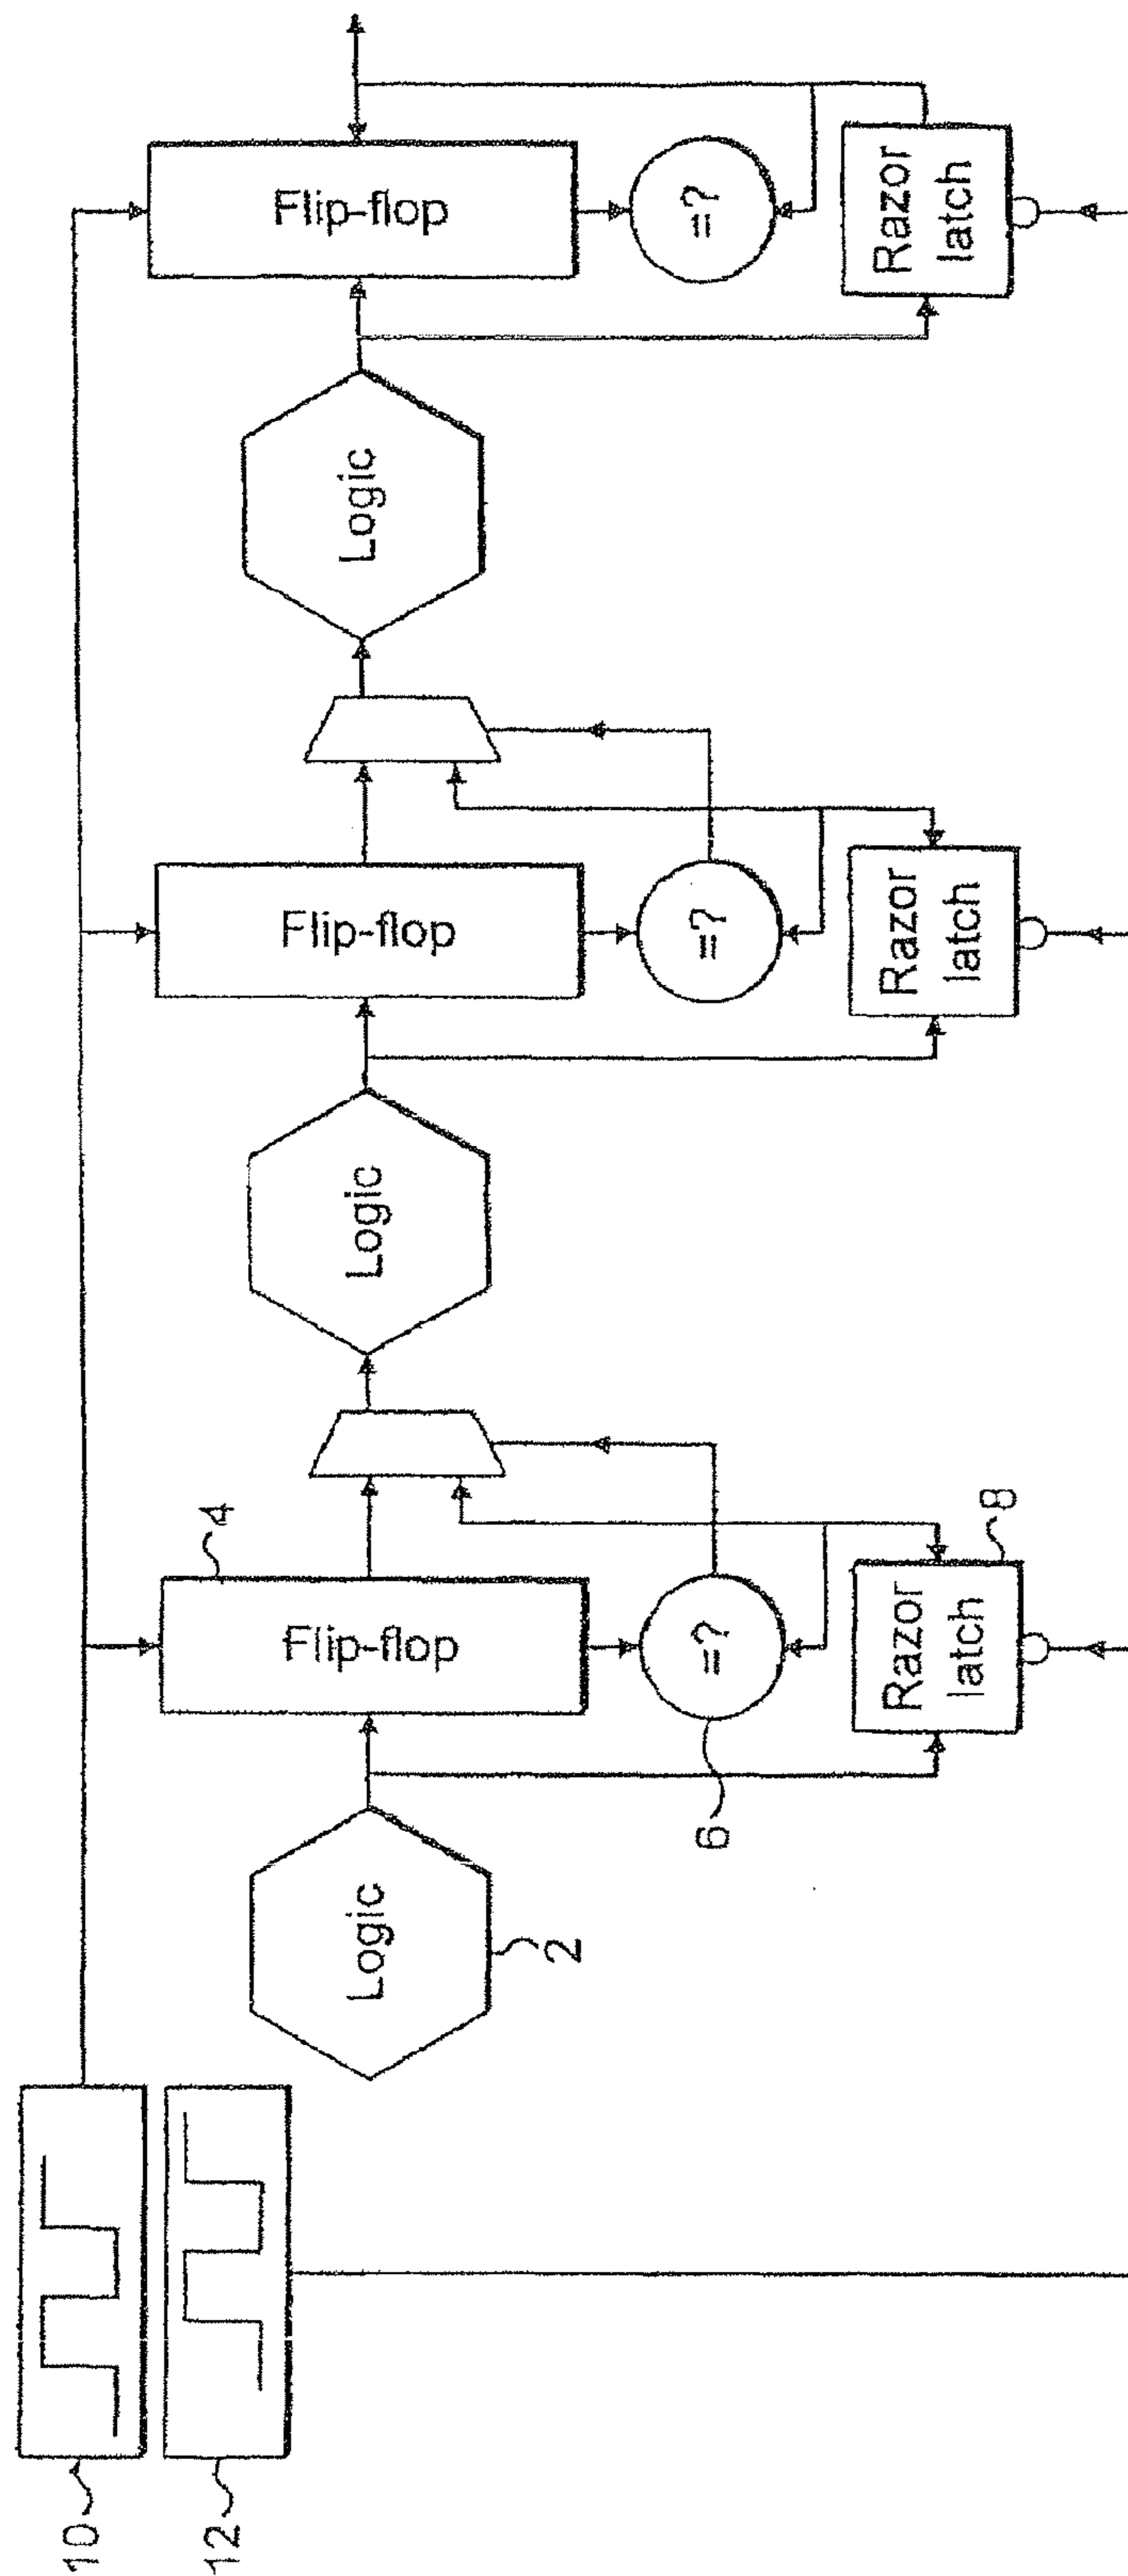 10
12
Logic
2
4
Flip-flop
=?
6
Razor
latch
8
Logic
Flip-flop
=?
Razor
latch
Logic
Flip-flop
=?
Razor
latch